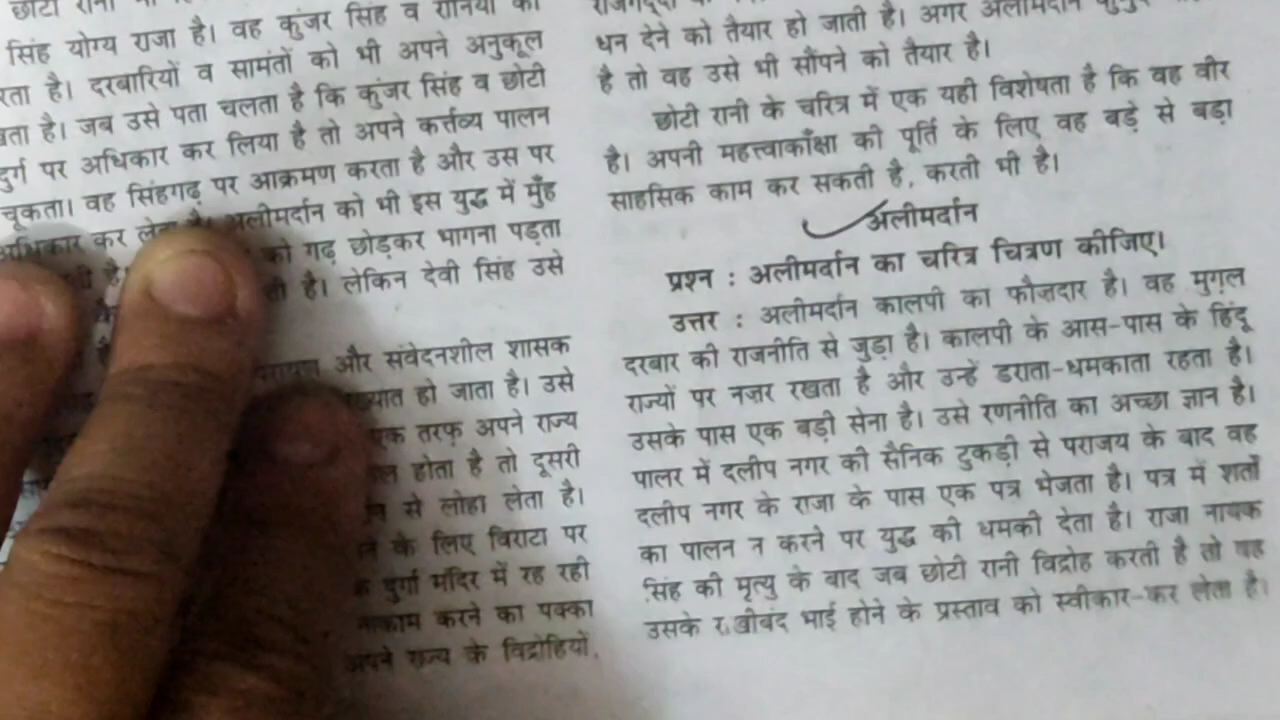 सिंह योग्य राजा है। वह कुंजर सिंह व रानियों को
है। दरबारियों व सामंतों को भी अपने अनुकूल
है। जब उसे पता चलता है कि कुंजर सिंह व छोटी
दुर्ग पर अधिकार कर लिया है तो अपने कर्त्तव्य पालन
चूकता। वह सिंहगढ़ पर आक्रमण करता है और उस पर
अधिकार कर अलीमर्दान को भी इस युद्ध में मुँह
को गढ़ छोड़कर भागना पड़ता
है। लेकिन देवी सिंह उसे
और संवेदनशील शासक
हो जाता है। उसे
तरफ़ अपने राज्य
होता है तो दूसरी
से लोहा लेता है।
के लिए विराटा पर
दुर्गा मंदिर में रह रही
करने का पक्का
अपने राज्य के विद्रोहियों
धन देने को तैयार हो जाती है। अगर अलीमर्दान
है तो वह उसे भी सौंपने को तैयार है।
छोटी रानी के चरित्र में एक यही विशेषता है कि वह वीर
है। अपनी महत्त्वाकाँक्षा की पूर्ति के लिए वह बड़े से बड़ा
साहसिक काम कर सकती है, करती भी है।
अलीमर्दान
प्रश्न : अलीमर्दान का चरित्र चित्रण कीजिए।
उत्तर : अलीमर्दान कालपी का फौज़दार है। वह मुग़ल
दरबार की राजनीति से जुड़ा है। कालपी के आस-पास के हिंदू
राज्यों पर नज़र रखता है और उन्हें डराता-धमकाता रहता है।
उसके पास एक बड़ी सेना है। उसे रणनीति का अच्छा ज्ञान है।
पालर में दलीप नगर की सैनिक टुकड़ी से पराजय के बाद वह
दलीप नगर के राजा के पास एक पत्र भेजता है। पत्र में शर्तों
का पालन न करने पर युद्ध की धमकी देता है। राजा नायक
सिंह की मृत्यु के बाद जब छोटी रानी विद्रोह करती है तो वह
उसके राखीबंद भाई होने के प्रस्ताव को स्वीकार-कर लेता है।